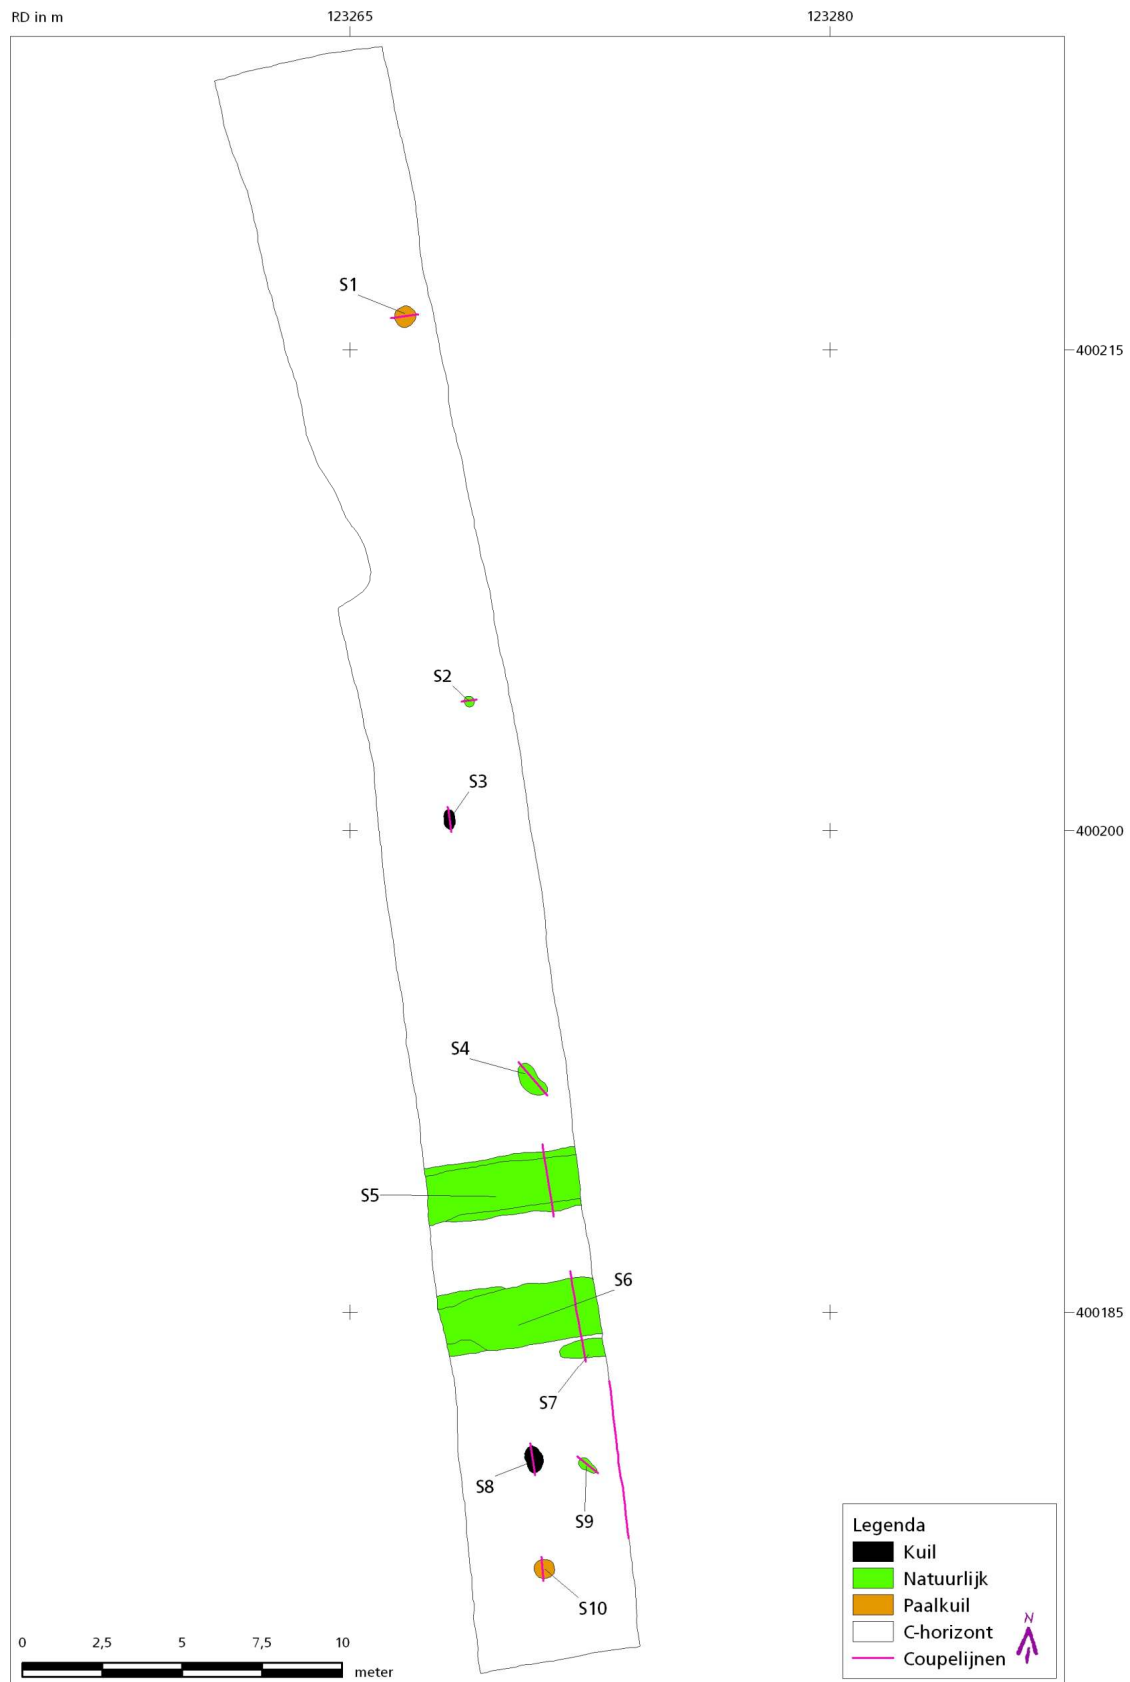 RD in m 123265 123280
S1
400215
S2
S3
400200
S4
S5
S6
400185
S7
S8
S9
S10
Legenda
Kuil
Natuurlijk
Paalkuil
C-horizont
Coupelijnen
N
0 2,5 5 7,5 10
meter